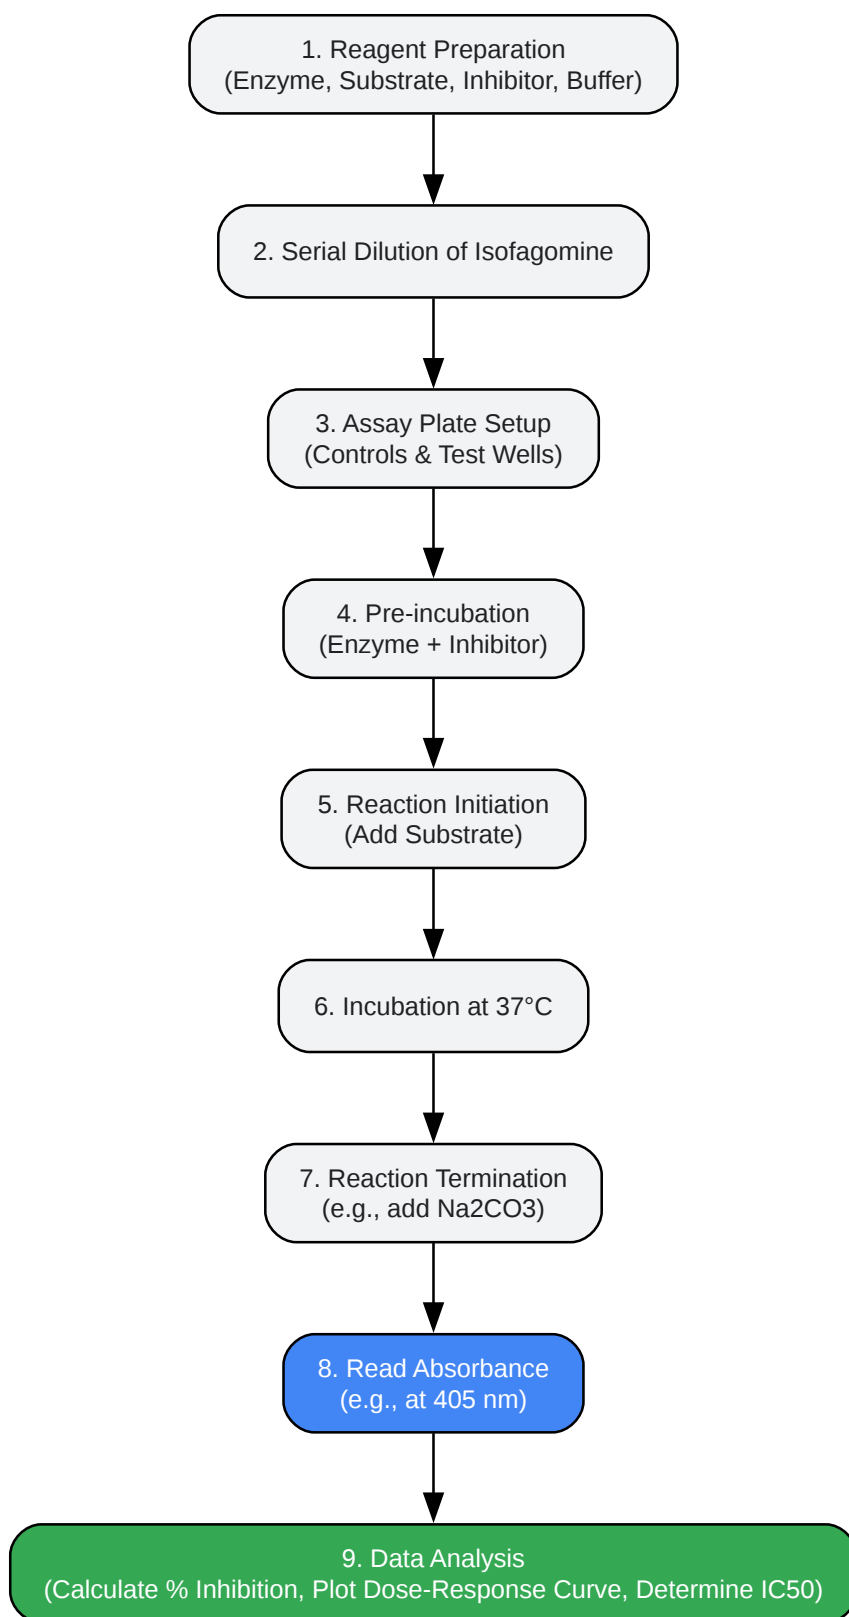 1. Reagent Preparation
(Enzyme, Substrate, Inhibitor, Buffer)
2. Serial Dilution of Isofagomine
3. Assay Plate Setup
(Controls & Test Wells)
4. Pre-incubation
(Enzyme + Inhibitor)
5. Reaction Initiation
(Add Substrate)
6. Incubation at 37°C
7. Reaction Termination
(e.g., add Na2CO3)
8. Read Absorbance
(e.g., at 405 nm)
9. Data Analysis
(Calculate % Inhibition, Plot Dose-Response Curve, Determine IC50)